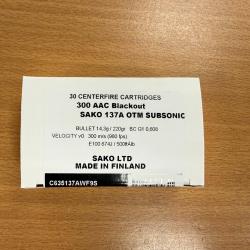 30 CENTERFIRE CARTRIDGES
300 AAC Blackout
SAKO 137A OTM SUBSONIC
BULLET 14,3g / 220gr BC G1 0,608
VELOCITY v0 300 m/s (980 fps)
E100 674J / 500ftAlb
SAKO LTD
MADE IN FINLAND
C635137AWF9S